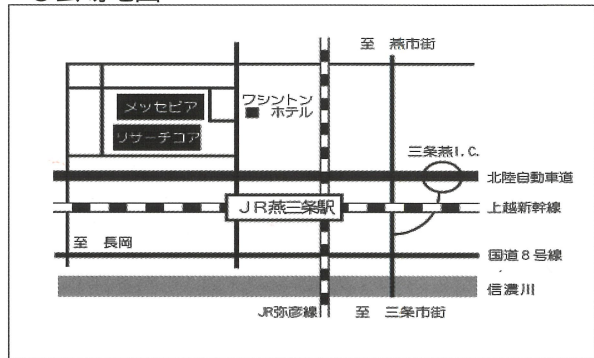 至 燕市街
メッセピア
ワシントン
ホテル
リサーチコア
三条燕I.C.
北陸自動車道
JR燕三条駅
上越新幹線
至 長岡
国道8号線
信濃川
JR弥彦線
至 三条市街